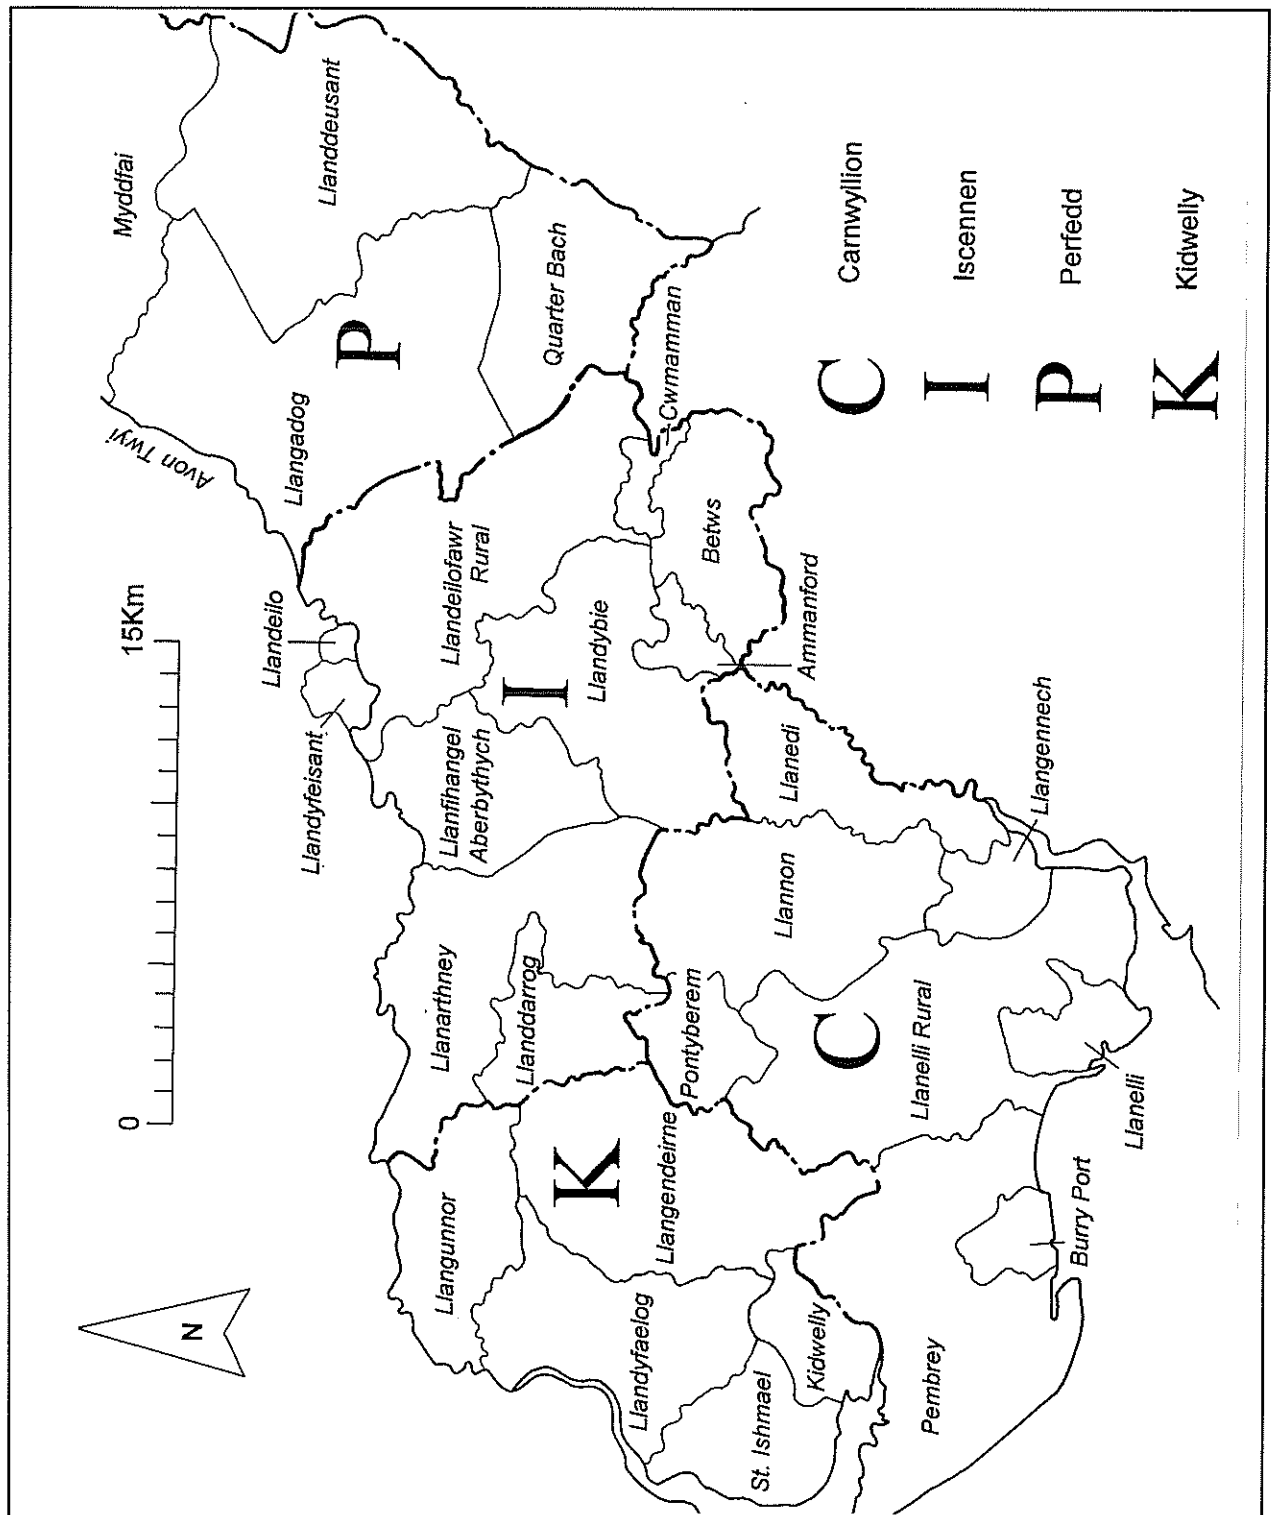 Myddfai
Llanddeusant
Avon Twyi
Llangadog
P
Quarter Bach
Cwmamman
15Km
0
Llandeilo
Llandyfeisant
Llandeilofawr
Rural
Betws
I
Llandybie
Ammanford
Llanfihangel
Aberbythych
Llanedi
Llangennech
Llannon
Llanarthney
Llanddarrog
Pontyberem
C
Llanelli Rural
Llanelli
K
Llangendeirne
Llangunnor
Burry Port
N
Llandyfaelog
Kidwelly
St. Ishmael
Pembrey
C Carnwyllion
I Iscennen
P Perfedd
K Kidwelly